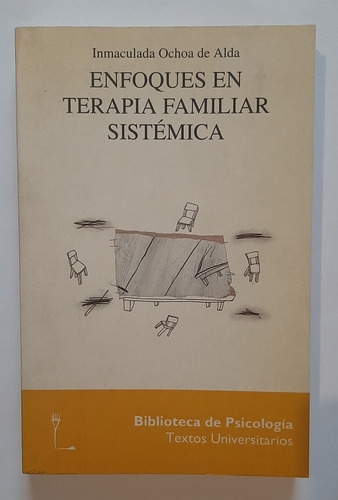 Inmaculada Ochoa de Alda
ENFOQUES EN
TERAPIA FAMILIAR
SISTÉMICA
Biblioteca de Psicología
Textos Universitarios